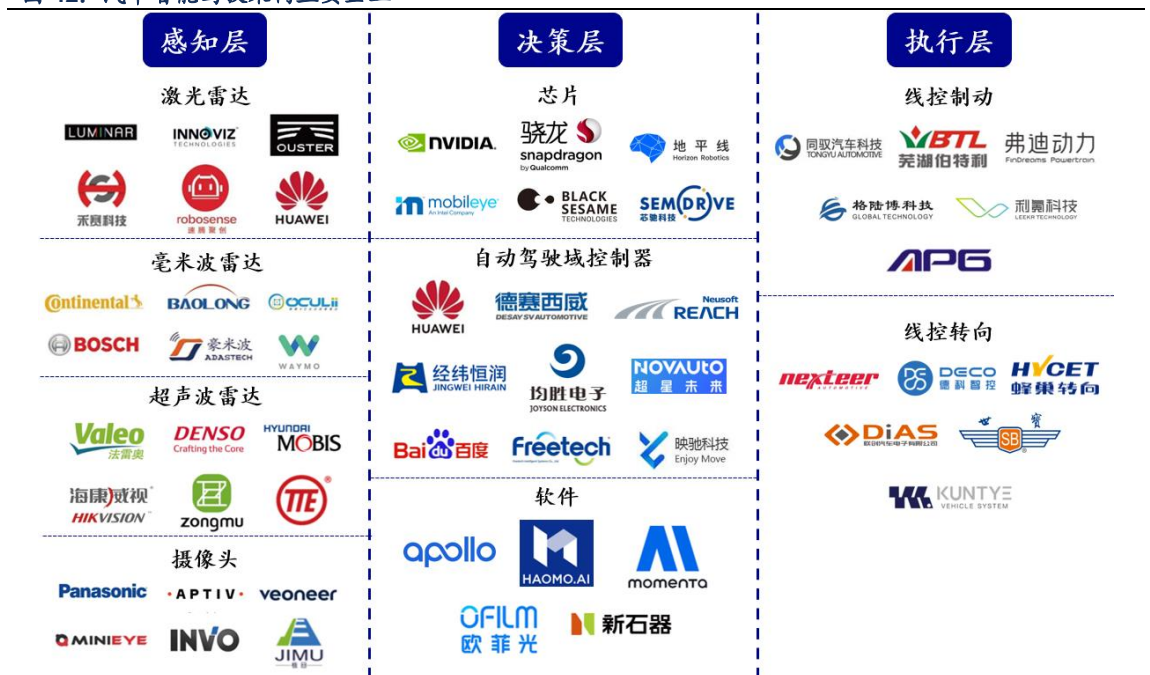 感知层
激光雷达
LUMINAR
INNOVIZ
TECHNOLOGIES
OUSTER
禾赛科技
robosense
速腾聚创
HUAWEI
毫米波雷达
Continental
BAOLONG
OCULii
BOSCH
豪米波
ADASTECH
WAYMO
超声波雷达
Valeo
法雷奥
DENSO
Crafting the Core
HYUNDAI
MOBIS
海康威视
HIKVISION
zongmu
TTE
摄像头
Panasonic
·APTIV·
veoneer
MINIEYE
INVO
JIMU
决策层
芯片
NVIDIA.
骁龙
snapdragon
by Qualcomm
地平线
Horizon Robotics
mobileye
An Intel Company
BLACK
SESAME
TECHNOLOGIES
SEMIDRIVE
芯驰科技
自动驾驶域控制器
HUAWEI
德赛西威
DESAY SV AUTOMOTIVE
Neusoft
REACH
经纬恒润
JINGWEI HIRAIN
均胜电子
JOYSON ELECTRONICS
NOVAUTO
超星未来
Baidu百度
Freetech
映驰科技
Enjoy Move
软件
apollo
HAOMO.AI
momenta
OFILM
欧菲光
新石器
执行层
线控制动
同驭汽车科技
TONGYU AUTOMOTIVE
WBTL
芜湖伯特利
弗迪动力
FinDreams Powertrain
格陆博科技
GLOBAL TECHNOLOGY
利氪科技
LEEKR TECHNOLOGY
APG
线控转向
nexteer
AUTOMOTIVE
DECO
德科智控
HYCET
蜂巢转向
DiAS
世宝
SB
KUNTYE
VEHICLE SYSTEM